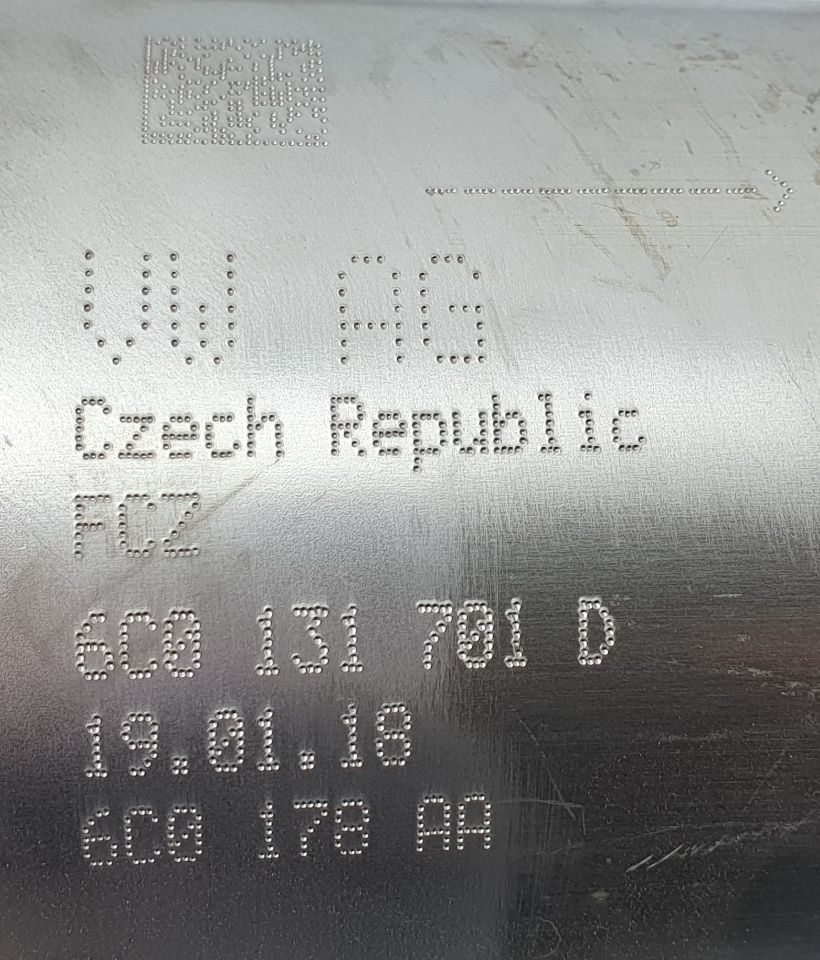 VW AG
Czech Republic
FCZ
6C0 131 701 D
19.01.18
6C0 178 AA